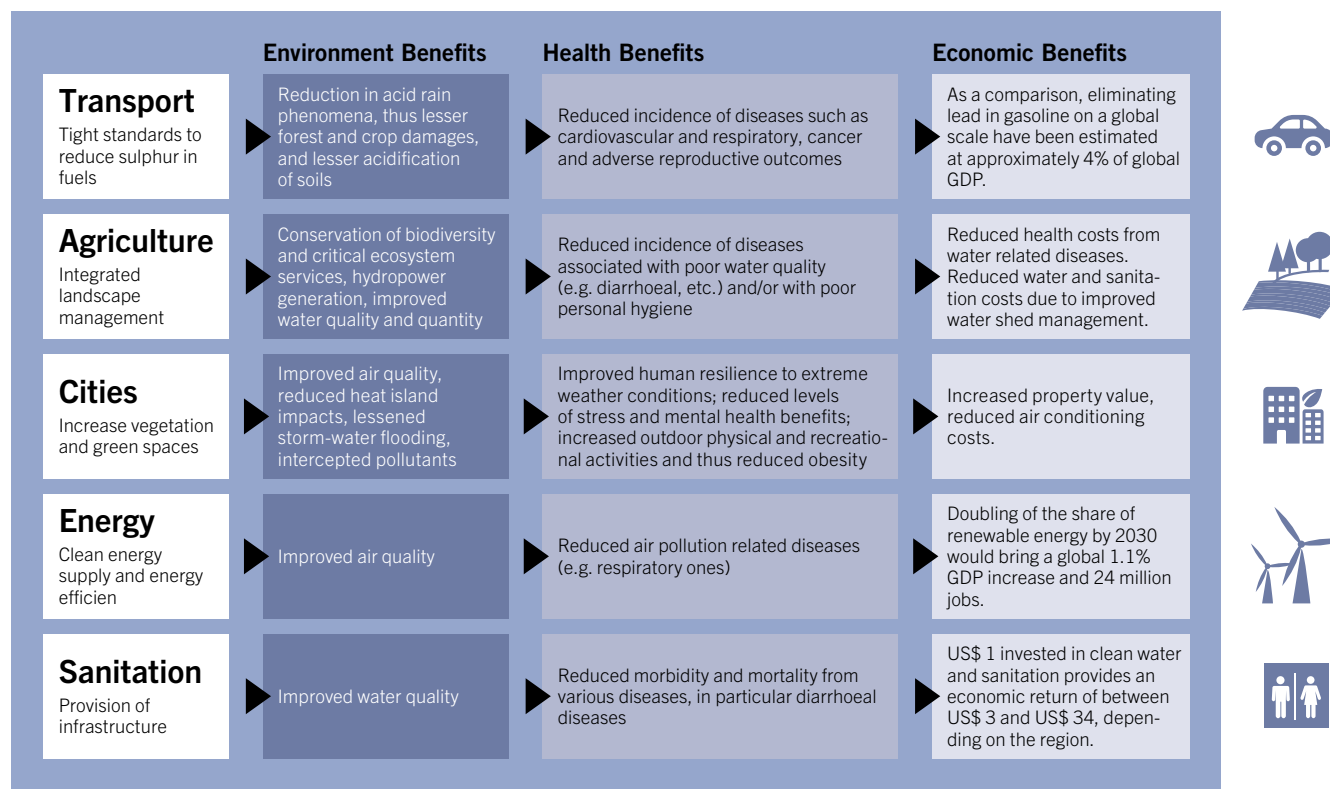 Environment Benefits
Health Benefits
Economic Benefits
Transport
Tight standards to
reduce sulphur in
fuels
Reduction in acid rain
phenomena, thus lesser
forest and crop damages,
and lesser acidification
of soils
Reduced incidence of diseases such as
cardiovascular and respiratory, cancer
and adverse reproductive outcomes
As a comparison, eliminating
lead in gasoline on a global
scale have been estimated
at approximately 4% of global
GDP.
Agriculture
Integrated
landscape
management
Conservation of biodiversity
and critical ecosystem
services, hydropower
generation, improved
water quality and quantity
Reduced incidence of diseases
associated with poor water quality
(e.g. diarrhoeal, etc.) and/or with poor
personal hygiene
Reduced health costs from
water related diseases.
Reduced water and sanita-
tion costs due to improved
water shed management.
Cities
Increase vegetation
and green spaces
Improved air quality,
reduced heat island
impacts, lessened
storm-water flooding,
intercepted pollutants
Improved human resilience to extreme
weather conditions; reduced levels
of stress and mental health benefits;
increased outdoor physical and recreatio-
nal activities and thus reduced obesity
Increased property value,
reduced air conditioning
costs.
Energy
Clean energy
supply and energy
efficien
Improved air quality
Reduced air pollution related diseases
(e.g. respiratory ones)
Doubling of the share of
renewable energy by 2030
would bring a global 1.1%
GDP increase and 24 million
jobs.
Sanitation
Provision of
infrastructure
Improved water quality
Reduced morbidity and mortality from
various diseases, in particular diarrhoeal
diseases
US$ 1 invested in clean water
and sanitation provides an
economic return of between
US$ 3 and US$ 34, depen-
ding on the region.